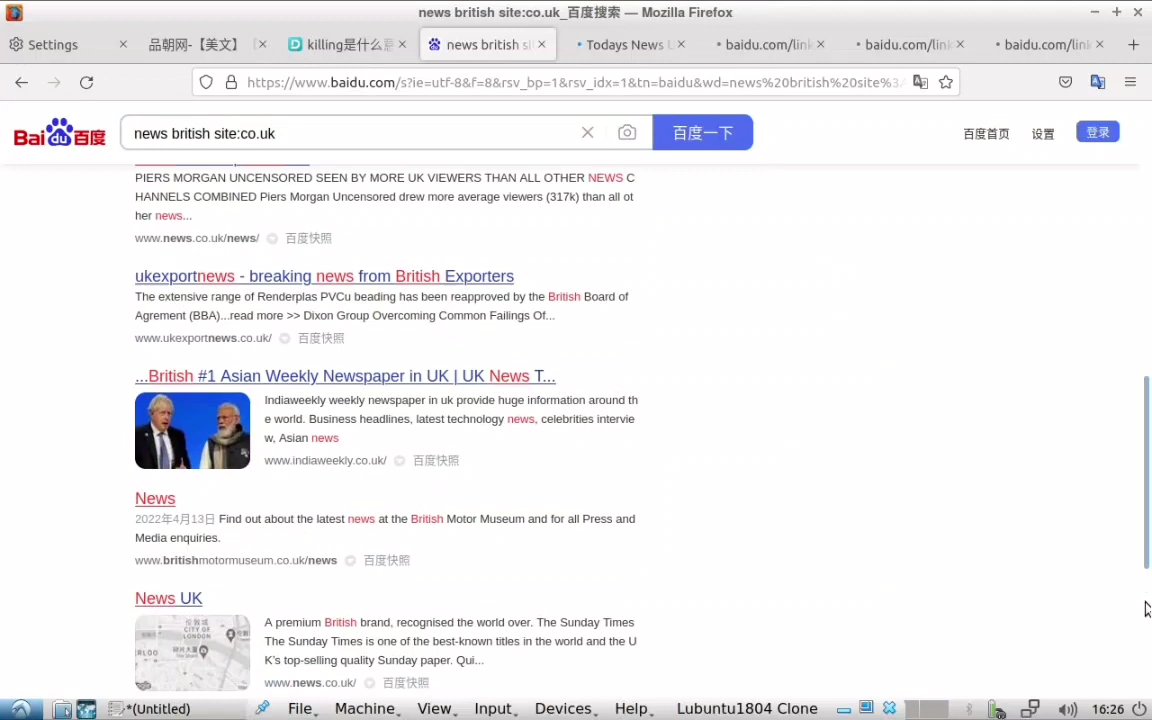 news british site:co.uk_百度搜索 — Mozilla Firefox
Settings
品朝网-【美文】
killing是什么意
news british si
Todays News U
baidu.com/link
baidu.com/link
baidu.com/link
https://www.baidu.com/s?ie=utf-8&f=8&rsv_bp=1&rsv_idx=1&tn=baidu&wd=news%20british%20site%3A
Bai du 百度
news british site:co.uk
百度一下
百度首页
设置
登录
PIERS MORGAN UNCENSORED SEEN BY MORE UK VIEWERS THAN ALL OTHER NEWS C
HANNELS COMBINED Piers Morgan Uncensored drew more average viewers (317k) than all ot
her news...
www.news.co.uk/news/ 百度快照
ukexportnews - breaking news from British Exporters
The extensive range of Renderplas PVCu beading has been reapproved by the British Board of
Agrement (BBA)...read more >> Dixon Group Overcoming Common Failings Of...
www.ukexportnews.co.uk/ 百度快照
...British #1 Asian Weekly Newspaper in UK | UK News T...
Indiaweekly weekly newspaper in uk provide huge information around th
e world. Business headlines, latest technology news, celebrities intervie
w, Asian news
www.indiaweekly.co.uk/ 百度快照
News
2022年4月13日 Find out about the latest news at the British Motor Museum and for all Press and
Media enquiries.
www.britishmotormuseum.co.uk/news 百度快照
News UK
A premium British brand, recognised the world over. The Sunday Times
The Sunday Times is one of the best-known titles in the world and the U
K's top-selling quality Sunday paper. Qui...
www.news.co.uk/ 百度快照
CITY OF
LONDON
*(Untitled)
File
Machine
View
Input
Devices
Help
Lubuntu1804 Clone
16:26